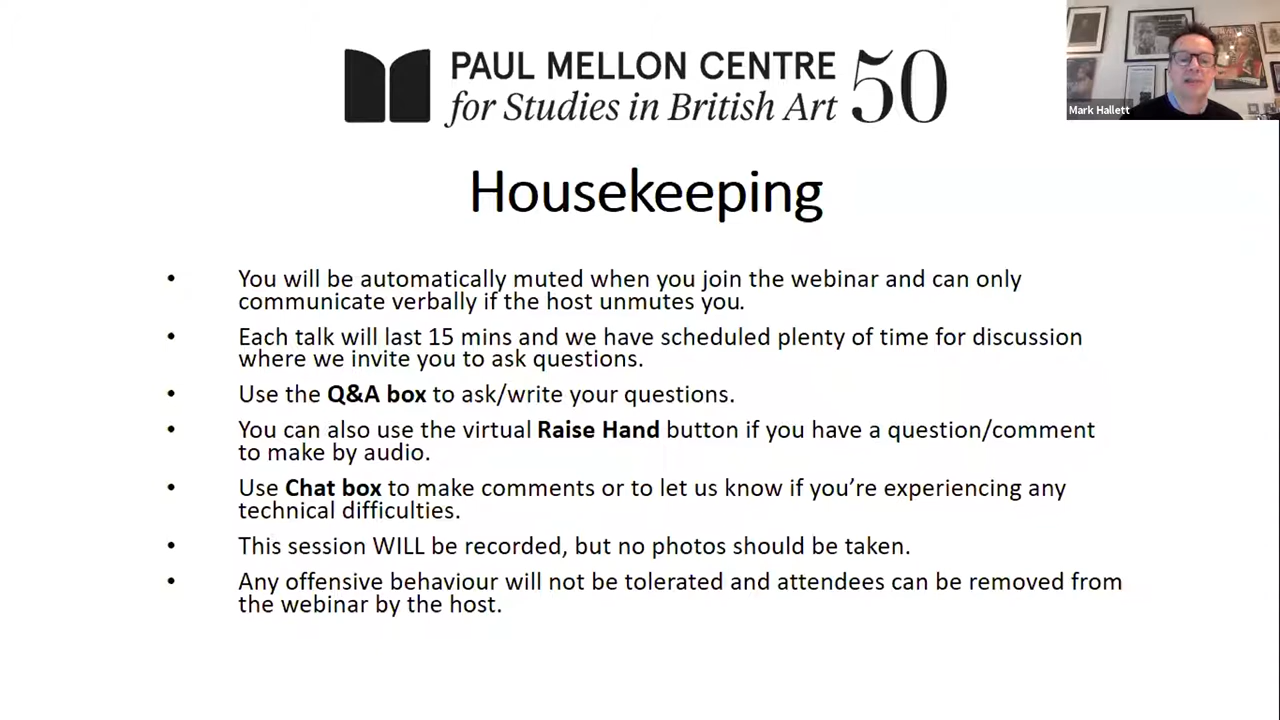 PAUL MELLON CENTRE
for Studies in British Art
50
Mark Hallett
Housekeeping
• You will be automatically muted when you join the webinar and can only
communicate verbally if the host unmutes you.
• Each talk will last 15 mins and we have scheduled plenty of time for discussion
where we invite you to ask questions.
• Use the Q&A box to ask/write your questions.
• You can also use the virtual Raise Hand button if you have a question/comment
to make by audio.
• Use Chat box to make comments or to let us know if you’re experiencing any
technical difficulties.
• This session WILL be recorded, but no photos should be taken.
• Any offensive behaviour will not be tolerated and attendees can be removed from
the webinar by the host.